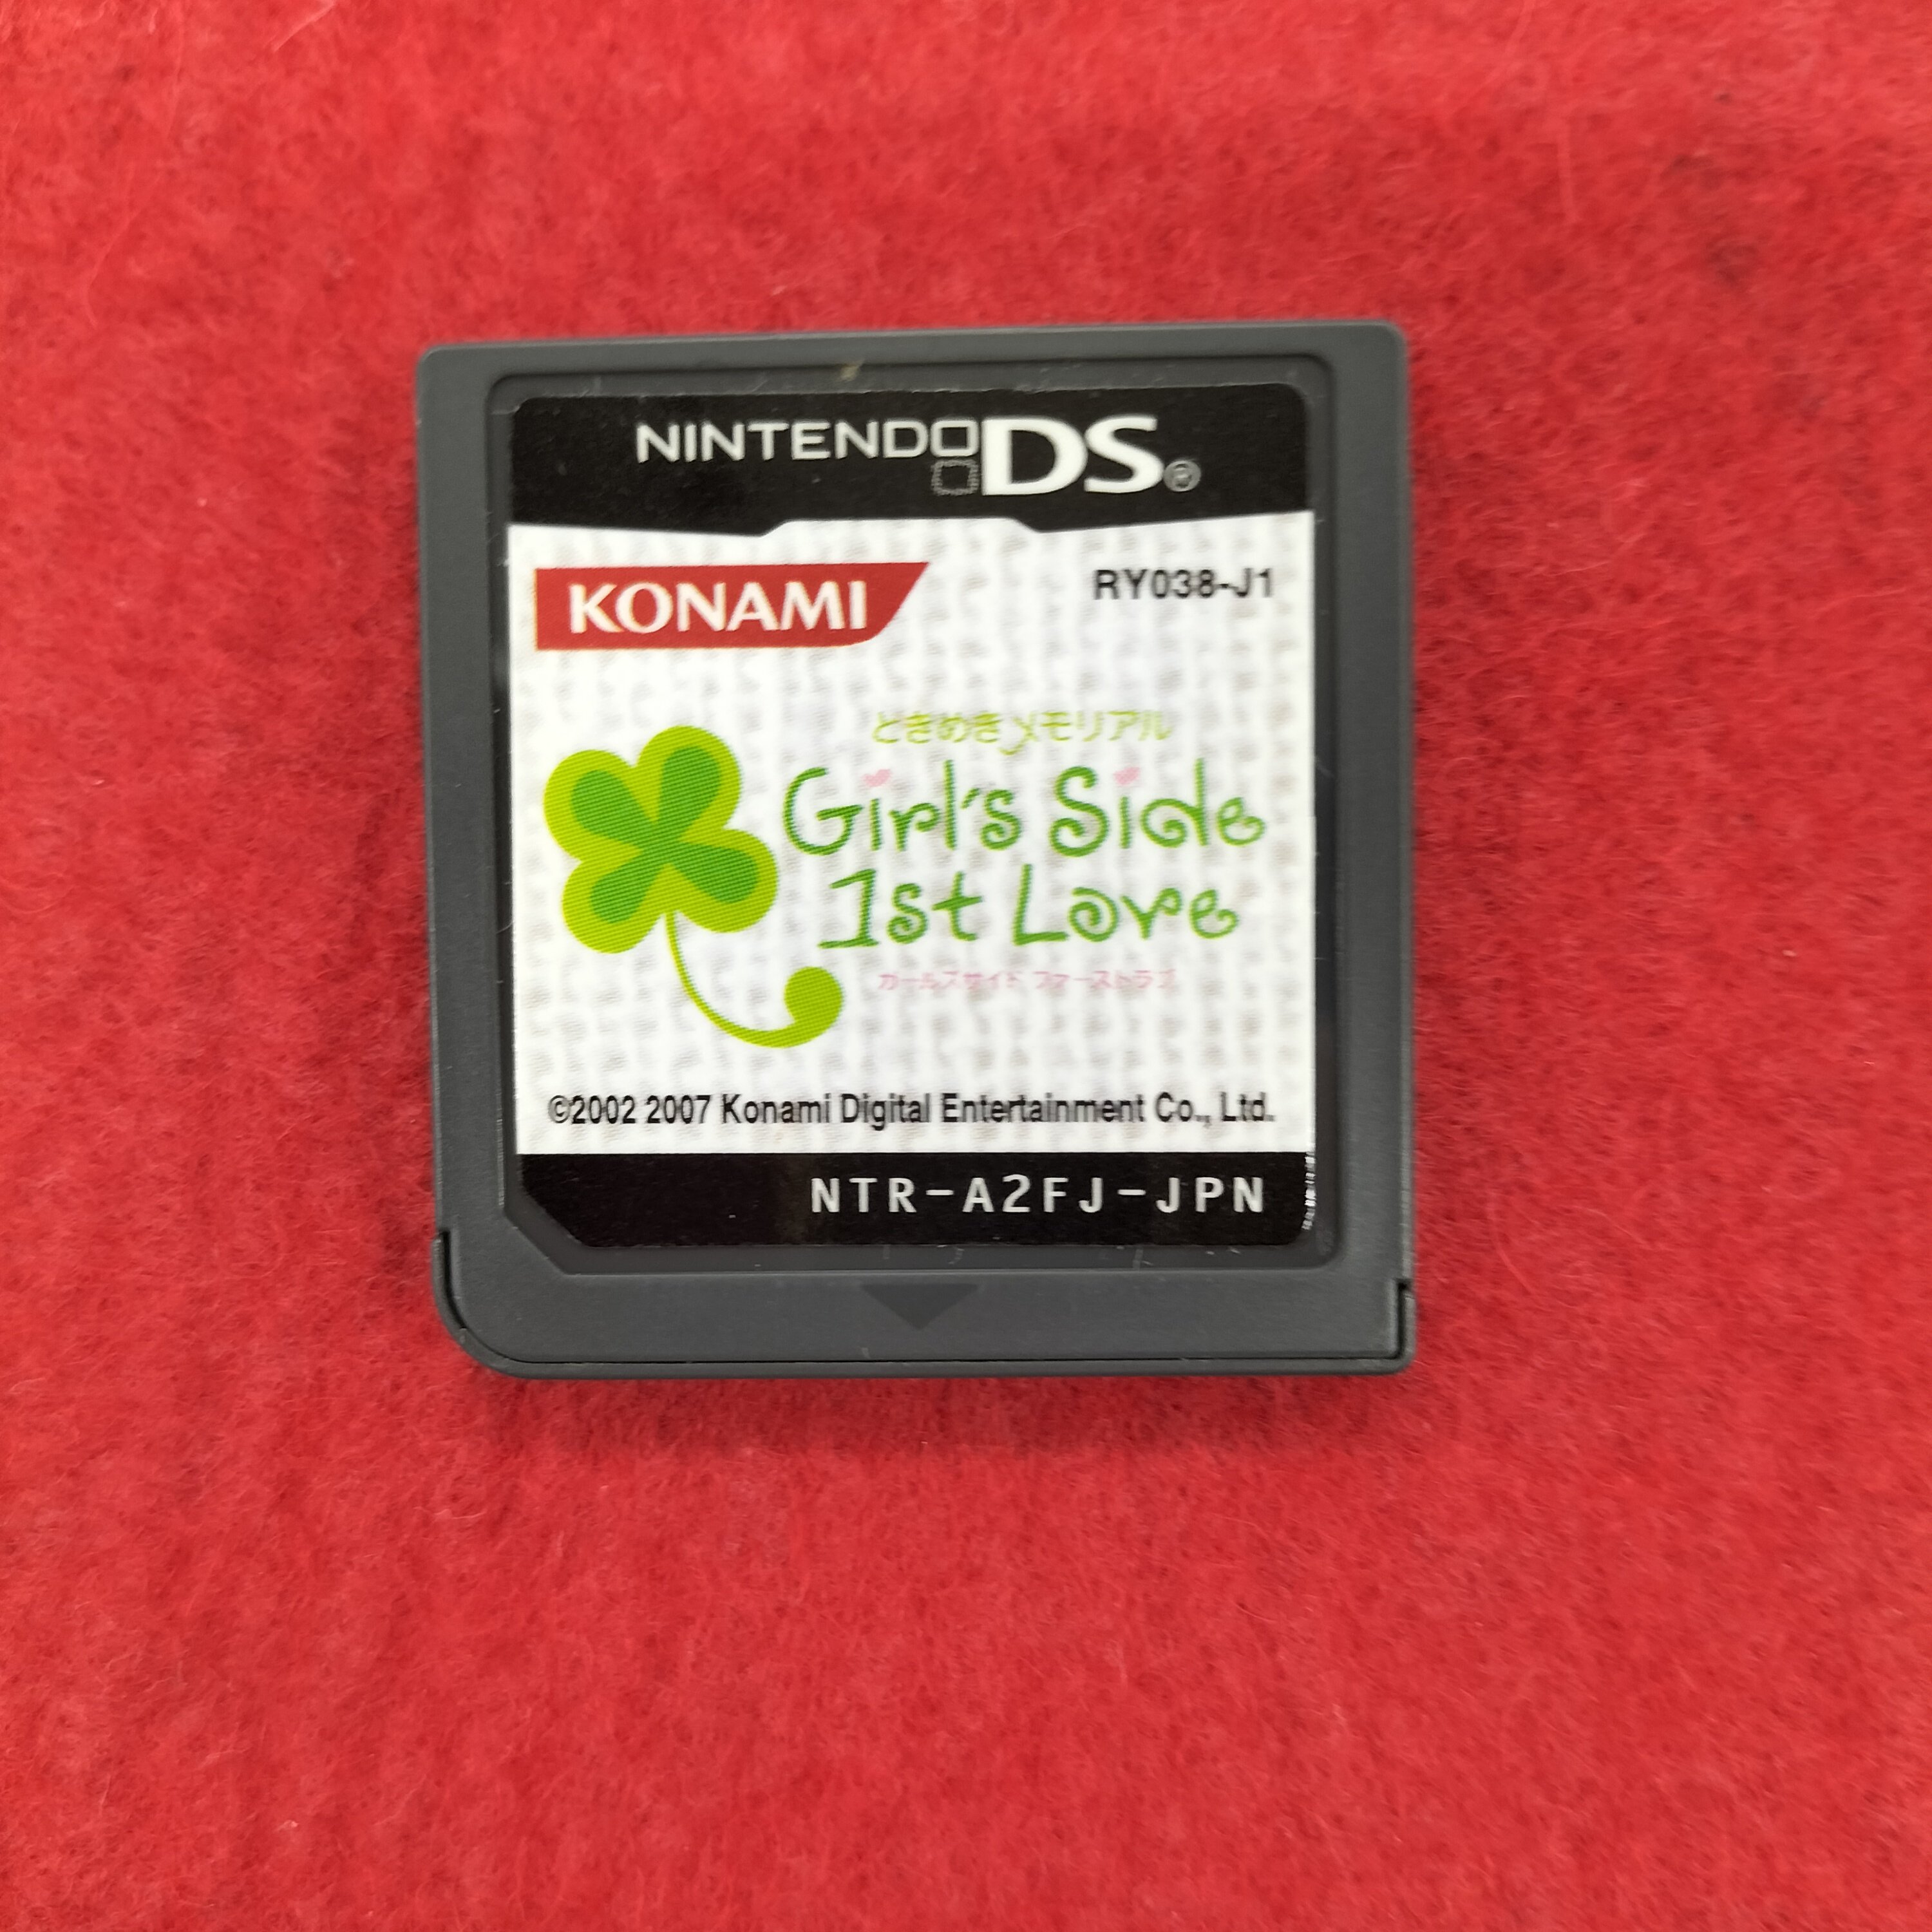 NINTENDO DS®
KONAMI
RY038-J1
ときめきメモリアル
Girl's Side
1st Love
ガールズサイド ファーストラブ
©2002 2007 Konami Digital Entertainment Co., Ltd.
NTR-A2FJ-JPN